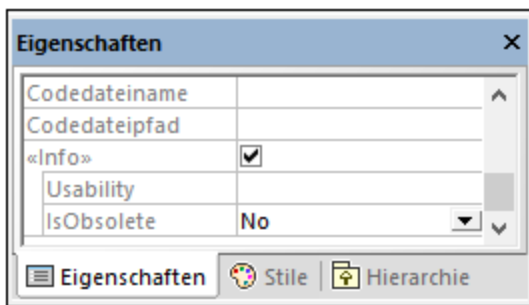 Eigenschaften
Codedateiname
Codedateipfad
«Info»
Usability
IsObsolete No
Eigenschaften Stile Hierarchie